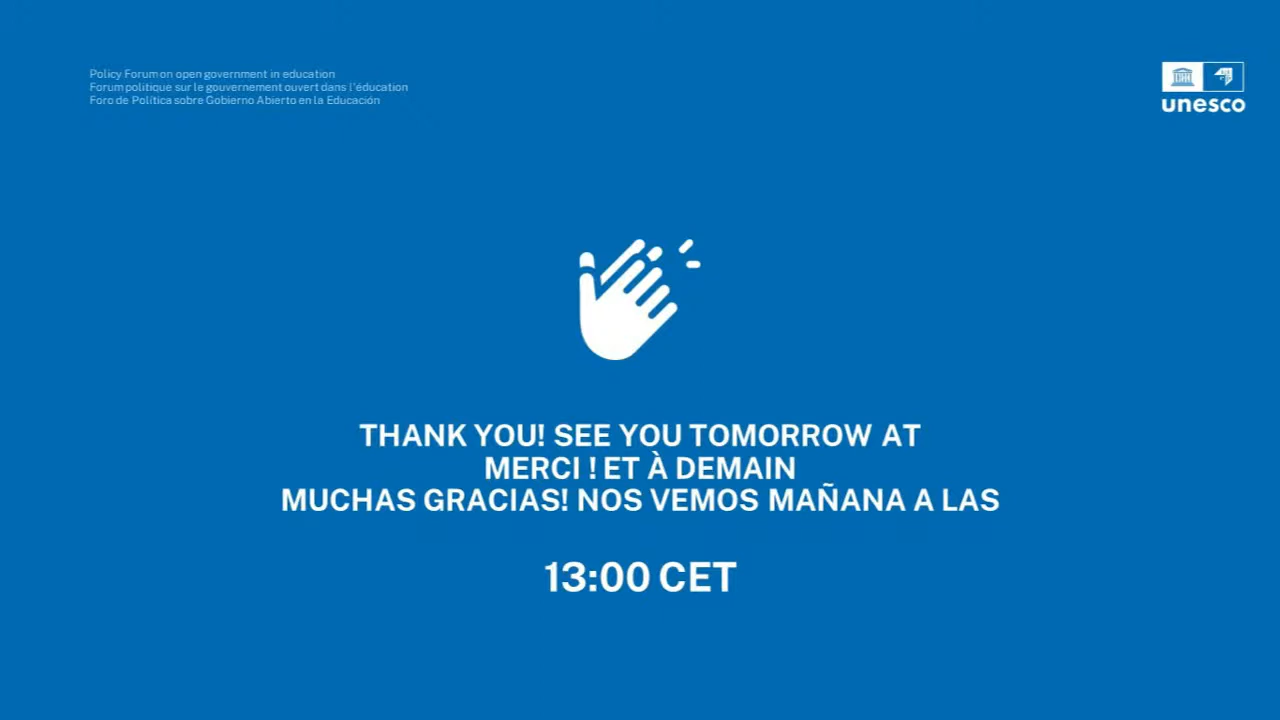 Policy Forum on open government in education
Forum politique sur le gouvernement ouvert dans l'éducation
Foro de Política sobre Gobierno Abierto en la Educación
unesco
THANK YOU! SEE YOU TOMORROW AT
MERCI ! ET À DEMAIN
MUCHAS GRACIAS! NOS VEMOS MAÑANA A LAS
13:00 CET